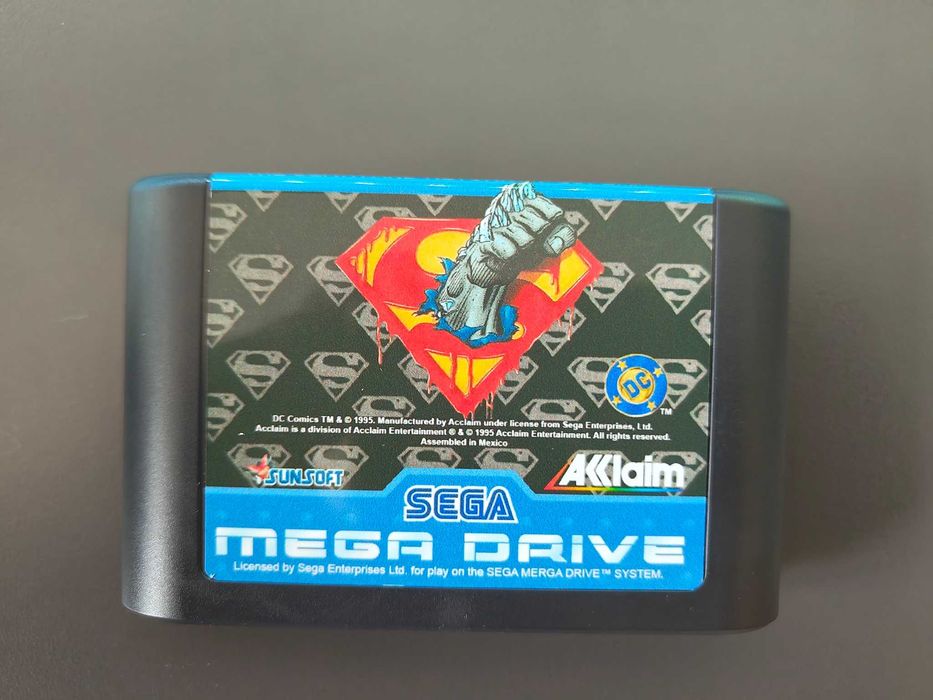 DC
TM
DC Comics TM & © 1995. Manufactured by Acclaim under license from Sega Enterprises, Ltd.
Acclaim is a division of Acclaim Entertainment ® & © 1995 Acclaim Entertainment. All rights reserved.
Assembled in Mexico
SUNSOFT
AKKlaim
SEGA
MEGA DRIVE
Licensed by Sega Enterprises Ltd. for play on the SEGA MERGA DRIVE™ SYSTEM.